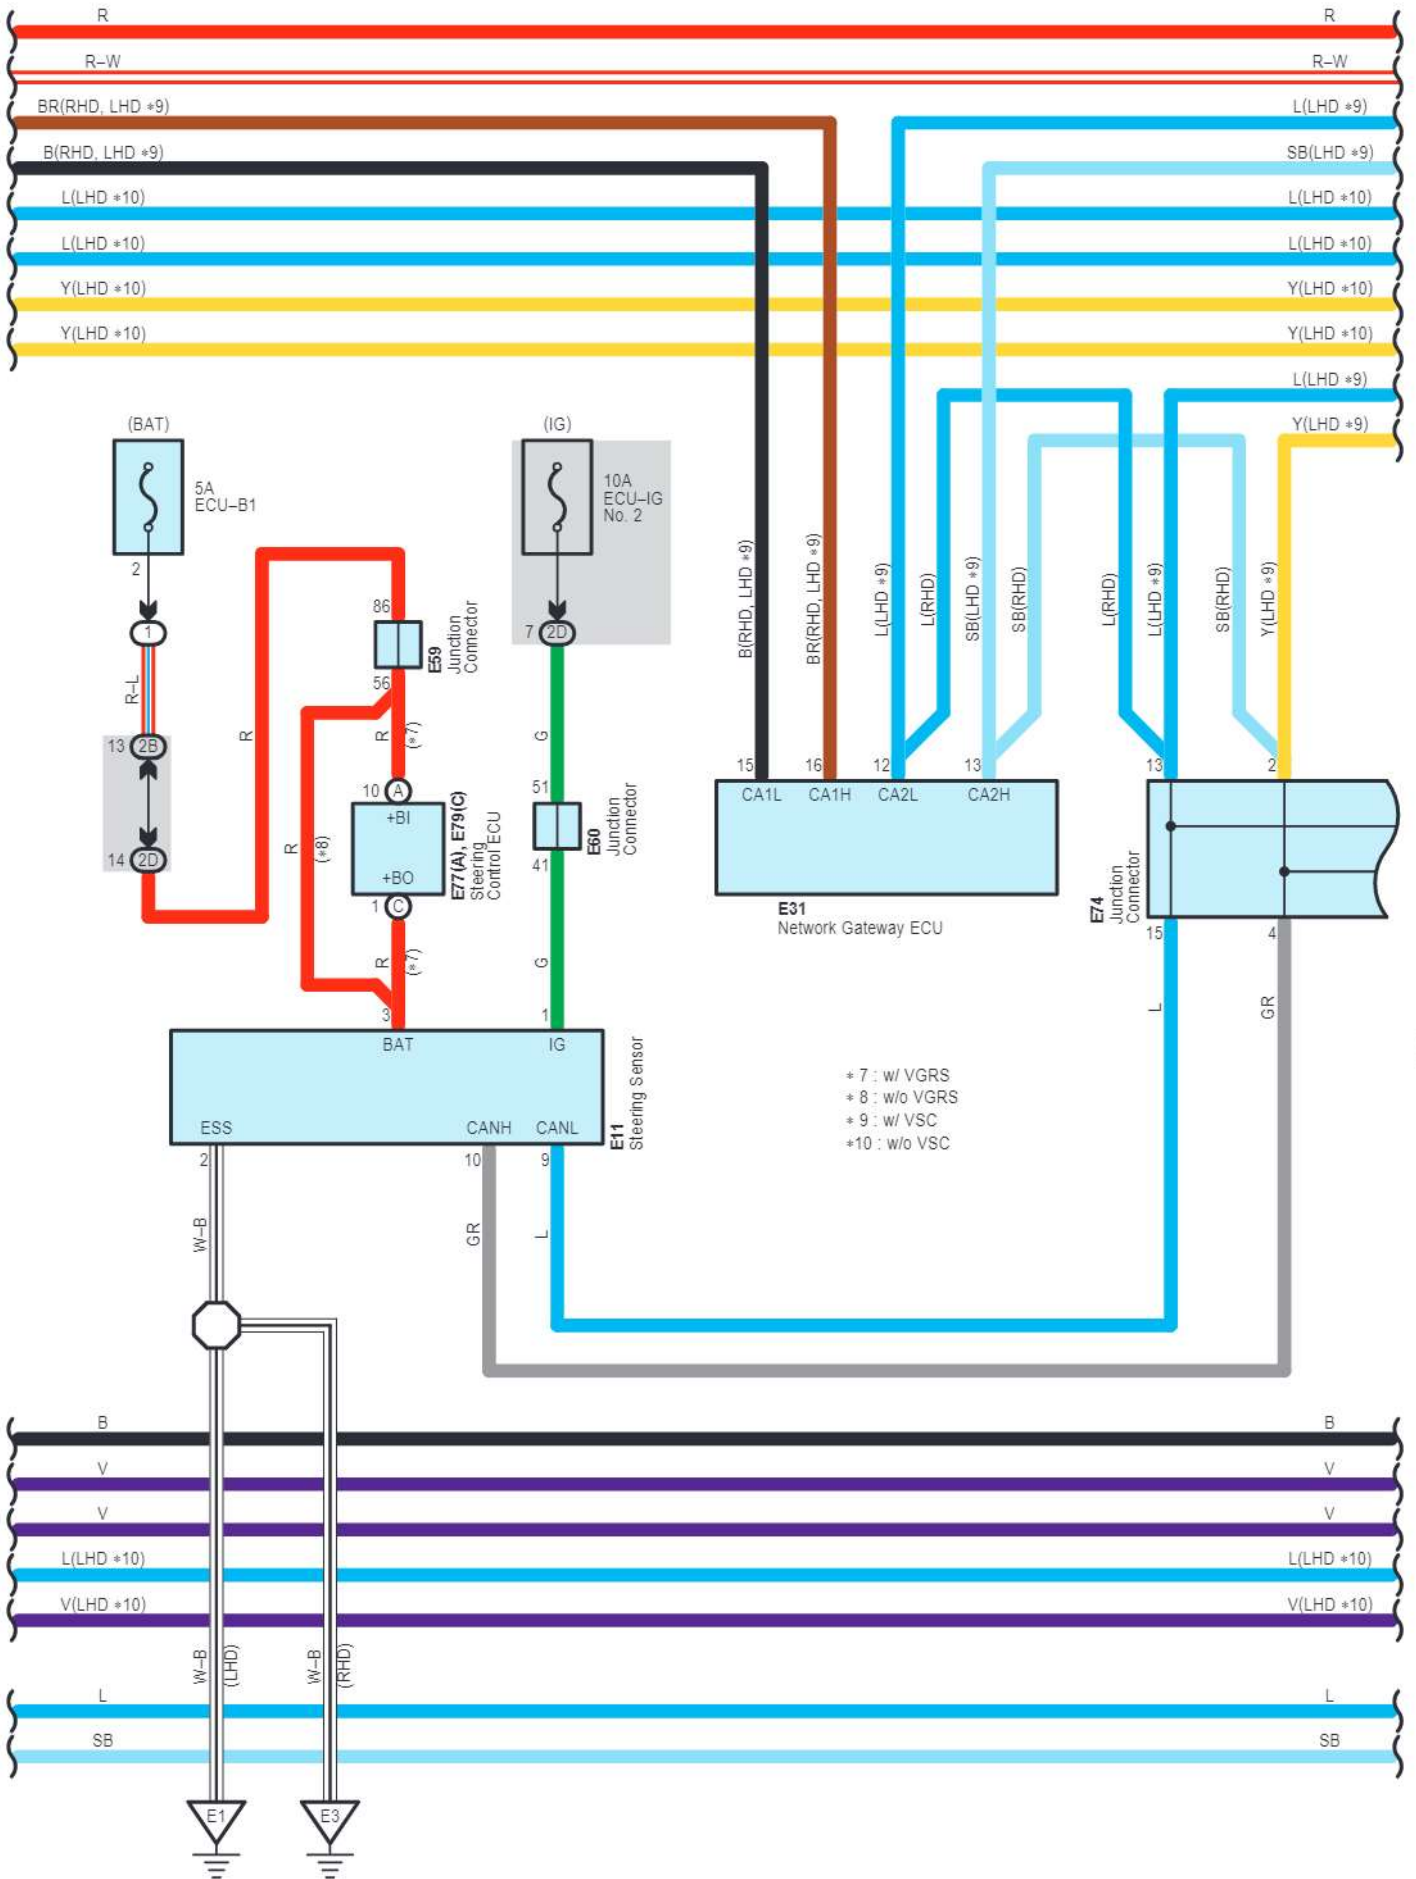 R
R
R–W
R–W
BR(RHD, LHD *9)
L(LHD *9)
B(RHD, LHD *9)
SB(LHD *9)
L(LHD *10)
L(LHD *10)
L(LHD *10)
L(LHD *10)
Y(LHD *10)
Y(LHD *10)
Y(LHD *10)
Y(LHD *10)
L(LHD *9)
Y(LHD *9)
(BAT)
(IG)
5A
ECU–B1
10A
ECU–IG
No. 2
2
1
R–L
13
2B
14
2D
R
86
E59
Junction
Connector
56
R
(*7)
R
(*8)
10
A
+BI
+BO
E77(A), E79(C)
Steering
Control ECU
1
C
R
(*7)
7
2D
G
51
E60
Junction
Connector
41
G
B(RHD, LHD *9)
BR(RHD, LHD *9)
L(LHD *9)
L(RHD)
SB(LHD *9)
SB(RHD)
L(RHD)
L(LHD *9)
SB(RHD)
Y(LHD *9)
15
16
12
13
13
2
CA1L
CA1H
CA2L
CA2H
E31
Network Gateway ECU
E74
Junction
Connector
15
4
L
GR
3
1
BAT
IG
ESS
CANH
CANL
E11
Steering Sensor
2
10
9
* 7 : w/ VGRS
* 8 : w/o VGRS
* 9 : w/ VSC
*10 : w/o VSC
W–B
GR
L
B
B
V
V
V
V
L(LHD *10)
L(LHD *10)
V(LHD *10)
V(LHD *10)
W–B
(LHD)
W–B
(RHD)
L
L
SB
SB
E1
E3